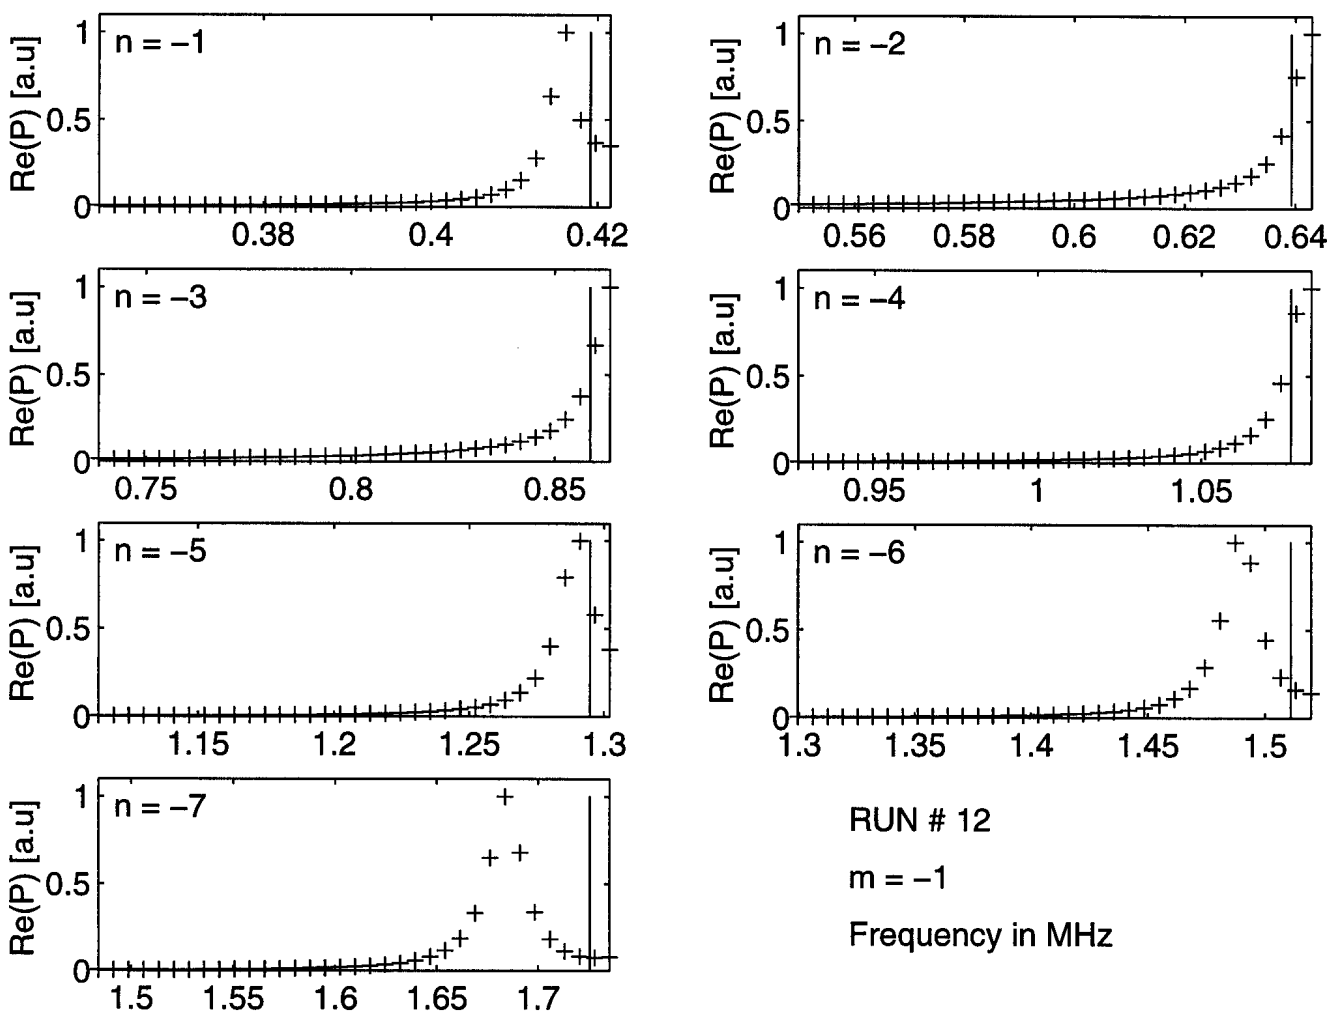 n = −1
Re(P) [a.u]
1
0.5
0
0.38 0.4 0.42
n = −2
Re(P) [a.u]
1
0.5
0
0.56 0.58 0.6 0.62 0.64
n = −3
Re(P) [a.u]
1
0.5
0
0.75 0.8 0.85
n = −4
Re(P) [a.u]
1
0.5
0
0.95 1 1.05
n = −5
Re(P) [a.u]
1
0.5
0
1.15 1.2 1.25 1.3
n = −6
Re(P) [a.u]
1
0.5
0
1.3 1.35 1.4 1.45 1.5
n = −7
Re(P) [a.u]
1
0.5
0
1.5 1.55 1.6 1.65 1.7
RUN # 12
m = −1
Frequency in MHz